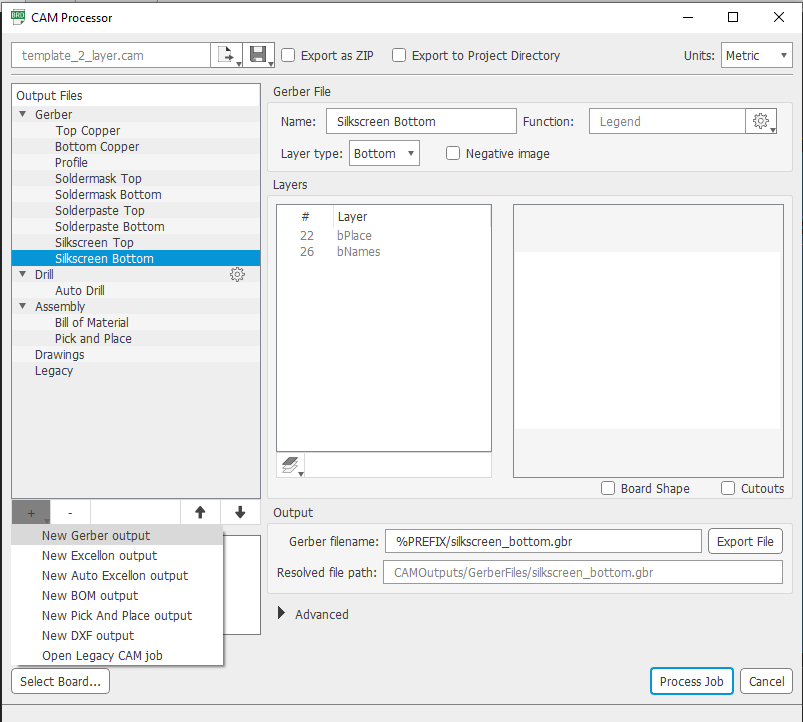 CAM Processor
template_2_layer.cam
Export as ZIP
Export to Project Directory
Units: Metric
Output Files
Gerber
Top Copper
Bottom Copper
Profile
Soldermask Top
Soldermask Bottom
Solderpaste Top
Solderpaste Bottom
Silkscreen Top
Silkscreen Bottom
Drill
Auto Drill
Assembly
Bill of Material
Pick and Place
Drawings
Legacy
+ -
New Gerber output
New Excellon output
New Auto Excellon output
New BOM output
New Pick And Place output
New DXF output
Open Legacy CAM job
Select Board...
Gerber File
Name: Silkscreen Bottom Function: Legend
Layer type: Bottom Negative image
Layers
# Layer
22 bPlace
26 bNames
Board Shape Cutouts
Output
Gerber filename: %PREFIX/silkscreen_bottom.gbr Export File
Resolved file path: CAMOutputs/GerberFiles/silkscreen_bottom.gbr
Advanced
Process Job Cancel